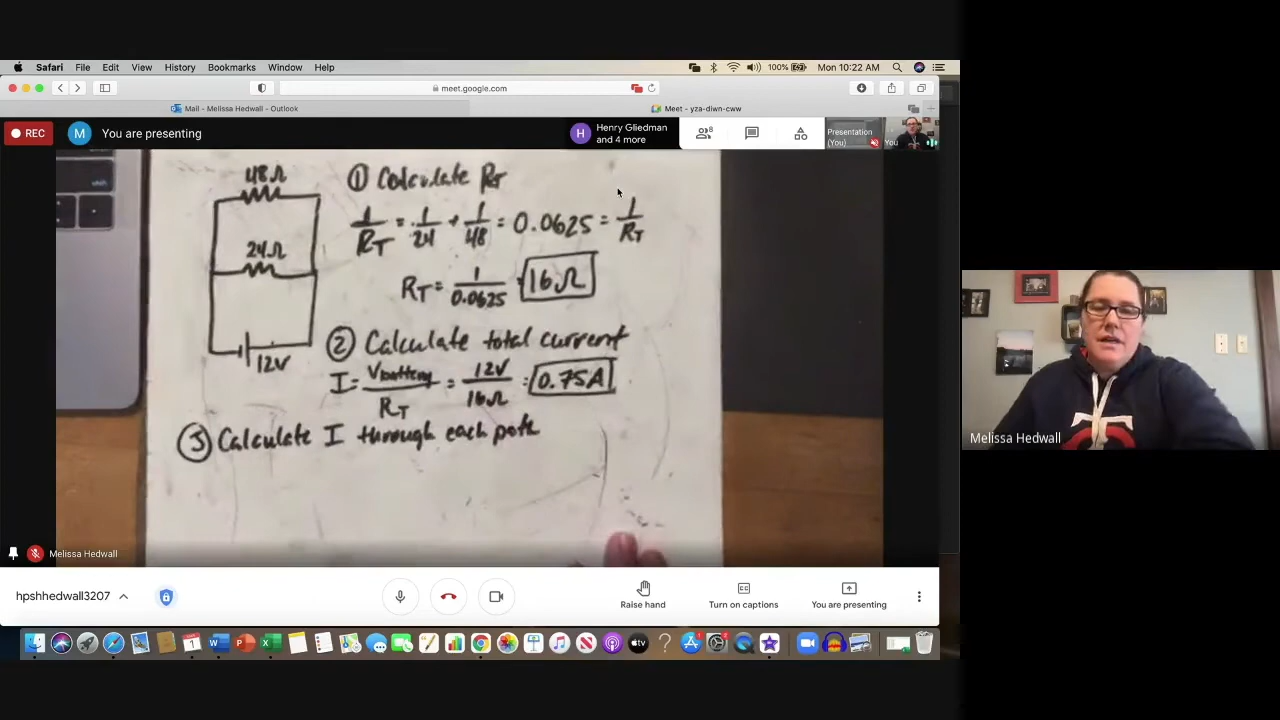 Safari File Edit View History Bookmarks Window Help 100% Mon 10:22 AM
meet.google.com
Mail - Melissa Hedwall - Outlook Meet - yza-diwn-cww
REC M You are presenting H Henry Gliedman and 4 more 8 Presentation (You) You
48Ω
24Ω
12V
① Calculate RT
1/RT = 1/24 + 1/48 = 0.0625 = 1/RT
RT = 1/0.0625 = 16Ω
② Calculate total current
I = Vbattery/RT = 12V/16Ω = 0.75A
③ Calculate I through each path
Melissa Hedwall
Melissa Hedwall
hpshhedwall3207
Raise hand
Turn on captions
You are presenting